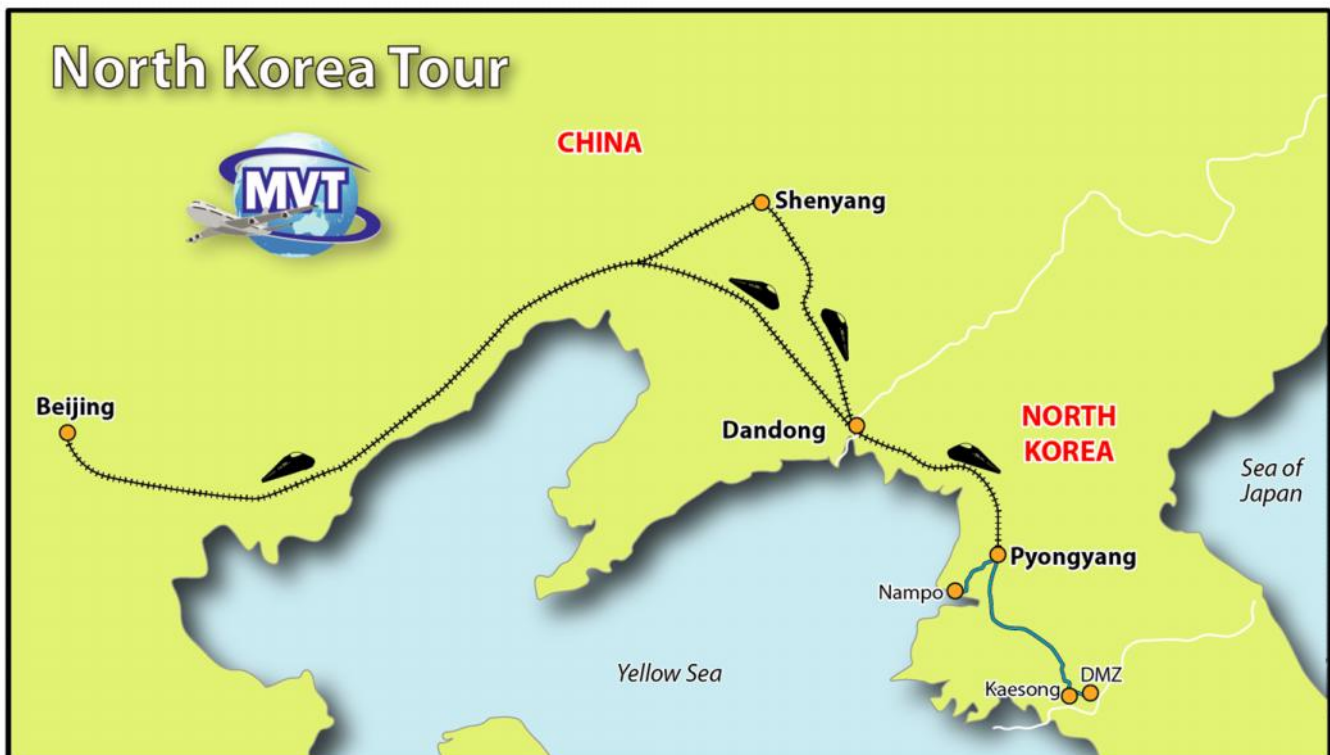 North Korea Tour
MVT
CHINA
Shenyang
Beijing
Dandong
NORTH
KOREA
Sea of
Japan
Pyongyang
Nampo
Yellow Sea
Kaesong
DMZ